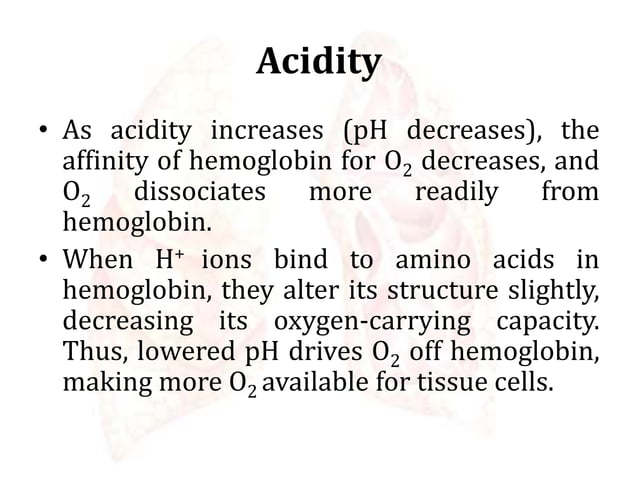 Acidity
• As acidity increases (pH decreases), the
affinity of hemoglobin for O₂ decreases, and
O₂ dissociates more readily from
hemoglobin.
• When H⁺ ions bind to amino acids in
hemoglobin, they alter its structure slightly,
decreasing its oxygen-carrying capacity.
Thus, lowered pH drives O₂ off hemoglobin,
making more O₂ available for tissue cells.